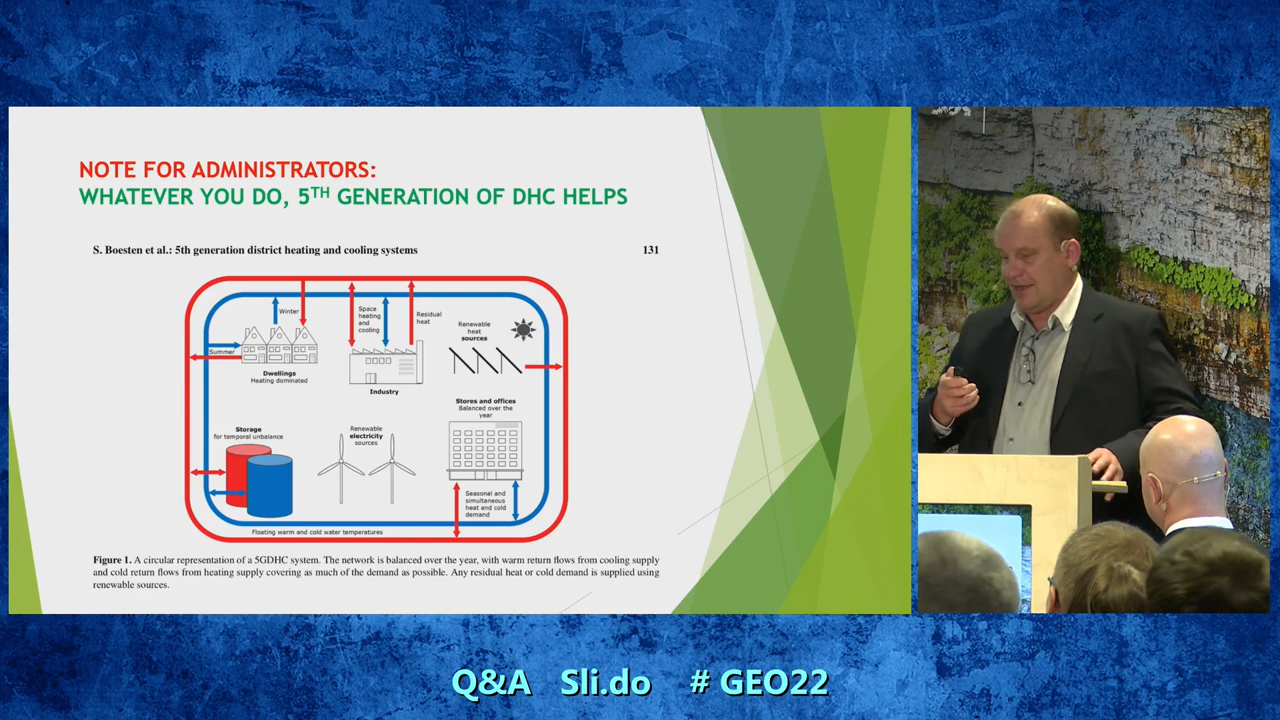 NOTE FOR ADMINISTRATORS:
WHATEVER YOU DO, 5TH GENERATION OF DHC HELPS
S. Boesten et al.: 5th generation district heating and cooling systems 131
Winter
Summer
Dwellings
Heating dominated
Space
heating
and
cooling
Residual
heat
Industry
Renewable
heat
sources
Stores and offices
Balanced over the
year
Storage
for temporal unbalance
Renewable
electricity
sources
Seasonal and
simultaneous
heat and cold
demand
Floating warm and cold water temperatures
Figure 1. A circular representation of a 5GDHC system. The network is balanced over the year, with warm return flows from cooling supply
and cold return flows from heating supply covering as much of the demand as possible. Any residual heat or cold demand is supplied using
renewable sources.
Q&A Sli.do # GEO22